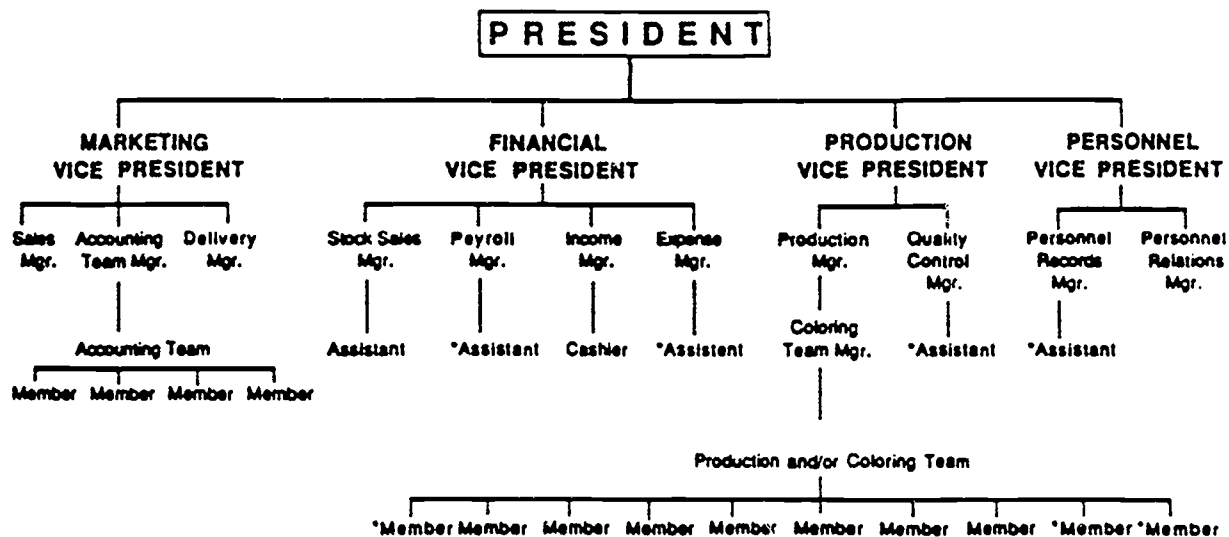 PRESIDENT
MARKETING VICE PRESIDENT
FINANCIAL VICE PRESIDENT
PRODUCTION VICE PRESIDENT
PERSONNEL VICE PRESIDENT
Sales Mgr.
Accounting Team Mgr.
Delivery Mgr.
Stock Sales Mgr.
Payroll Mgr.
Income Mgr.
Expense Mgr.
Production Mgr.
Quality Control Mgr.
Personnel Records Mgr.
Personnel Relations Mgr.
Accounting Team
Assistant
*Assistant
Cashier
*Assistent
Coloring Team Mgr.
*Assistant
*Assistant
Member Member Member Member
Production and/or Coloring Team
*Member Member Member Member Member Member Member Member *Member *Member